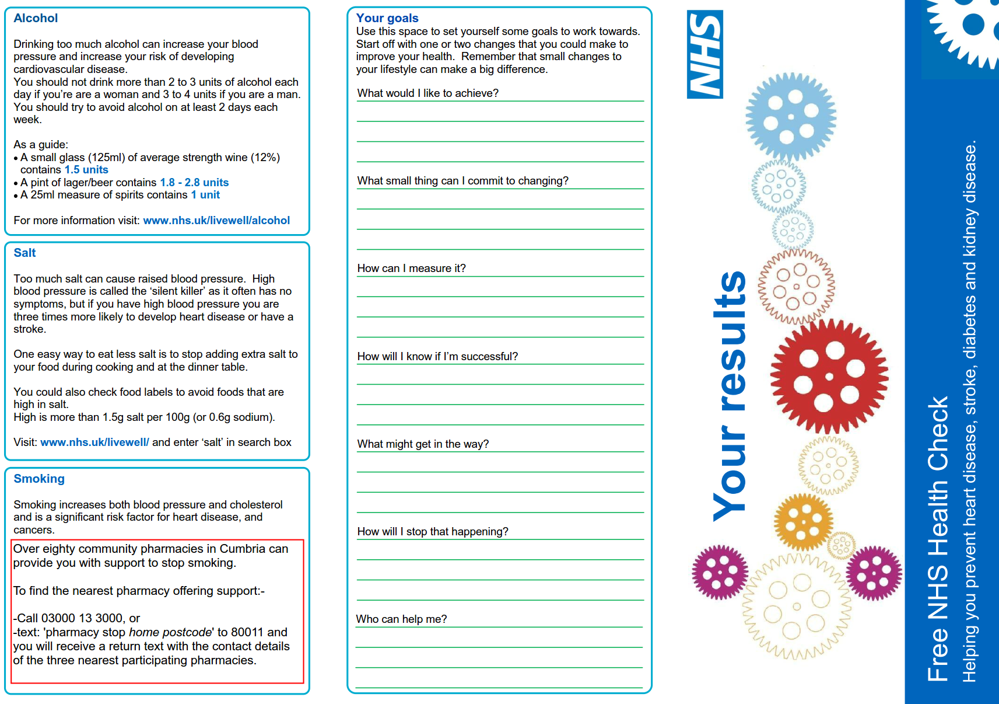 Alcohol
Drinking too much alcohol can increase your blood
pressure and increase your risk of developing
cardiovascular disease.
You should not drink more than 2 to 3 units of alcohol each
day if you’re are a woman and 3 to 4 units if you are a man.
You should try to avoid alcohol on at least 2 days each
week.
As a guide:
• A small glass (125ml) of average strength wine (12%)
contains 1.5 units
• A pint of lager/beer contains 1.8 - 2.8 units
• A 25ml measure of spirits contains 1 unit
For more information visit: www.nhs.uk/livewell/alcohol
Salt
Too much salt can cause raised blood pressure.  High
blood pressure is called the ‘silent killer’ as it often has no
symptoms, but if you have high blood pressure you are
three times more likely to develop heart disease or have a
stroke.
One easy way to eat less salt is to stop adding extra salt to
your food during cooking and at the dinner table.
You could also check food labels to avoid foods that are
high in salt.
High is more than 1.5g salt per 100g (or 0.6g sodium).
Visit: www.nhs.uk/livewell/ and enter ‘salt’ in search box
Smoking
Smoking increases both blood pressure and cholesterol
and is a significant risk factor for heart disease, and
cancers.
Over eighty community pharmacies in Cumbria can
provide you with support to stop smoking.
To find the nearest pharmacy offering support:-
-Call 03000 13 3000, or
-text: 'pharmacy stop home postcode' to 80011 and
you will receive a return text with the contact details
of the three nearest participating pharmacies.
Your goals
Use this space to set yourself some goals to work towards.
Start off with one or two changes that you could make to
improve your health.  Remember that small changes to
your lifestyle can make a big difference.
What would I like to achieve?
What small thing can I commit to changing?
How can I measure it?
How will I know if I’m successful?
What might get in the way?
How will I stop that happening?
Who can help me?
NHS
Your results
Free NHS Health Check
Helping you prevent heart disease, stroke, diabetes and kidney disease.